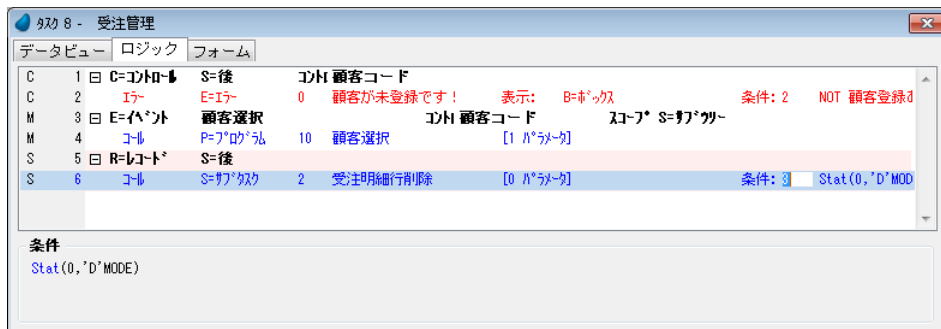 ﾀｽｸ 8 - 受注管理
データビュー ロジック フォーム
C 1 C=ｺﾝﾄﾛｰﾙ S=後 ｺﾝﾄﾛ 顧客コード
C 2 ｴﾗｰ E=ｴﾗｰ 0 顧客が未登録です！ 表示: B=ﾎﾞｯｸｽ 条件: 2 NOT 顧客登録あ
M 3 E=ｲﾍﾞﾝﾄ 顧客選択 ｺﾝﾄﾛ 顧客コード ｽｺｰﾌﾟ S=ｻﾌﾞﾂﾘｰ
M 4 ｺｰﾙ P=ﾌﾟﾛｸﾞﾗﾑ 10 顧客選択 [1 ﾊﾟﾗﾒｰﾀ]
S 5 R=ﾚｺｰﾄﾞ S=後
S 6 ｺｰﾙ S=ｻﾌﾞﾀｽｸ 2 受注明細行削除 [0 ﾊﾟﾗﾒｰﾀ] 条件: 3 Stat(0,'D'MOD
条件
Stat(0,'D'MODE)